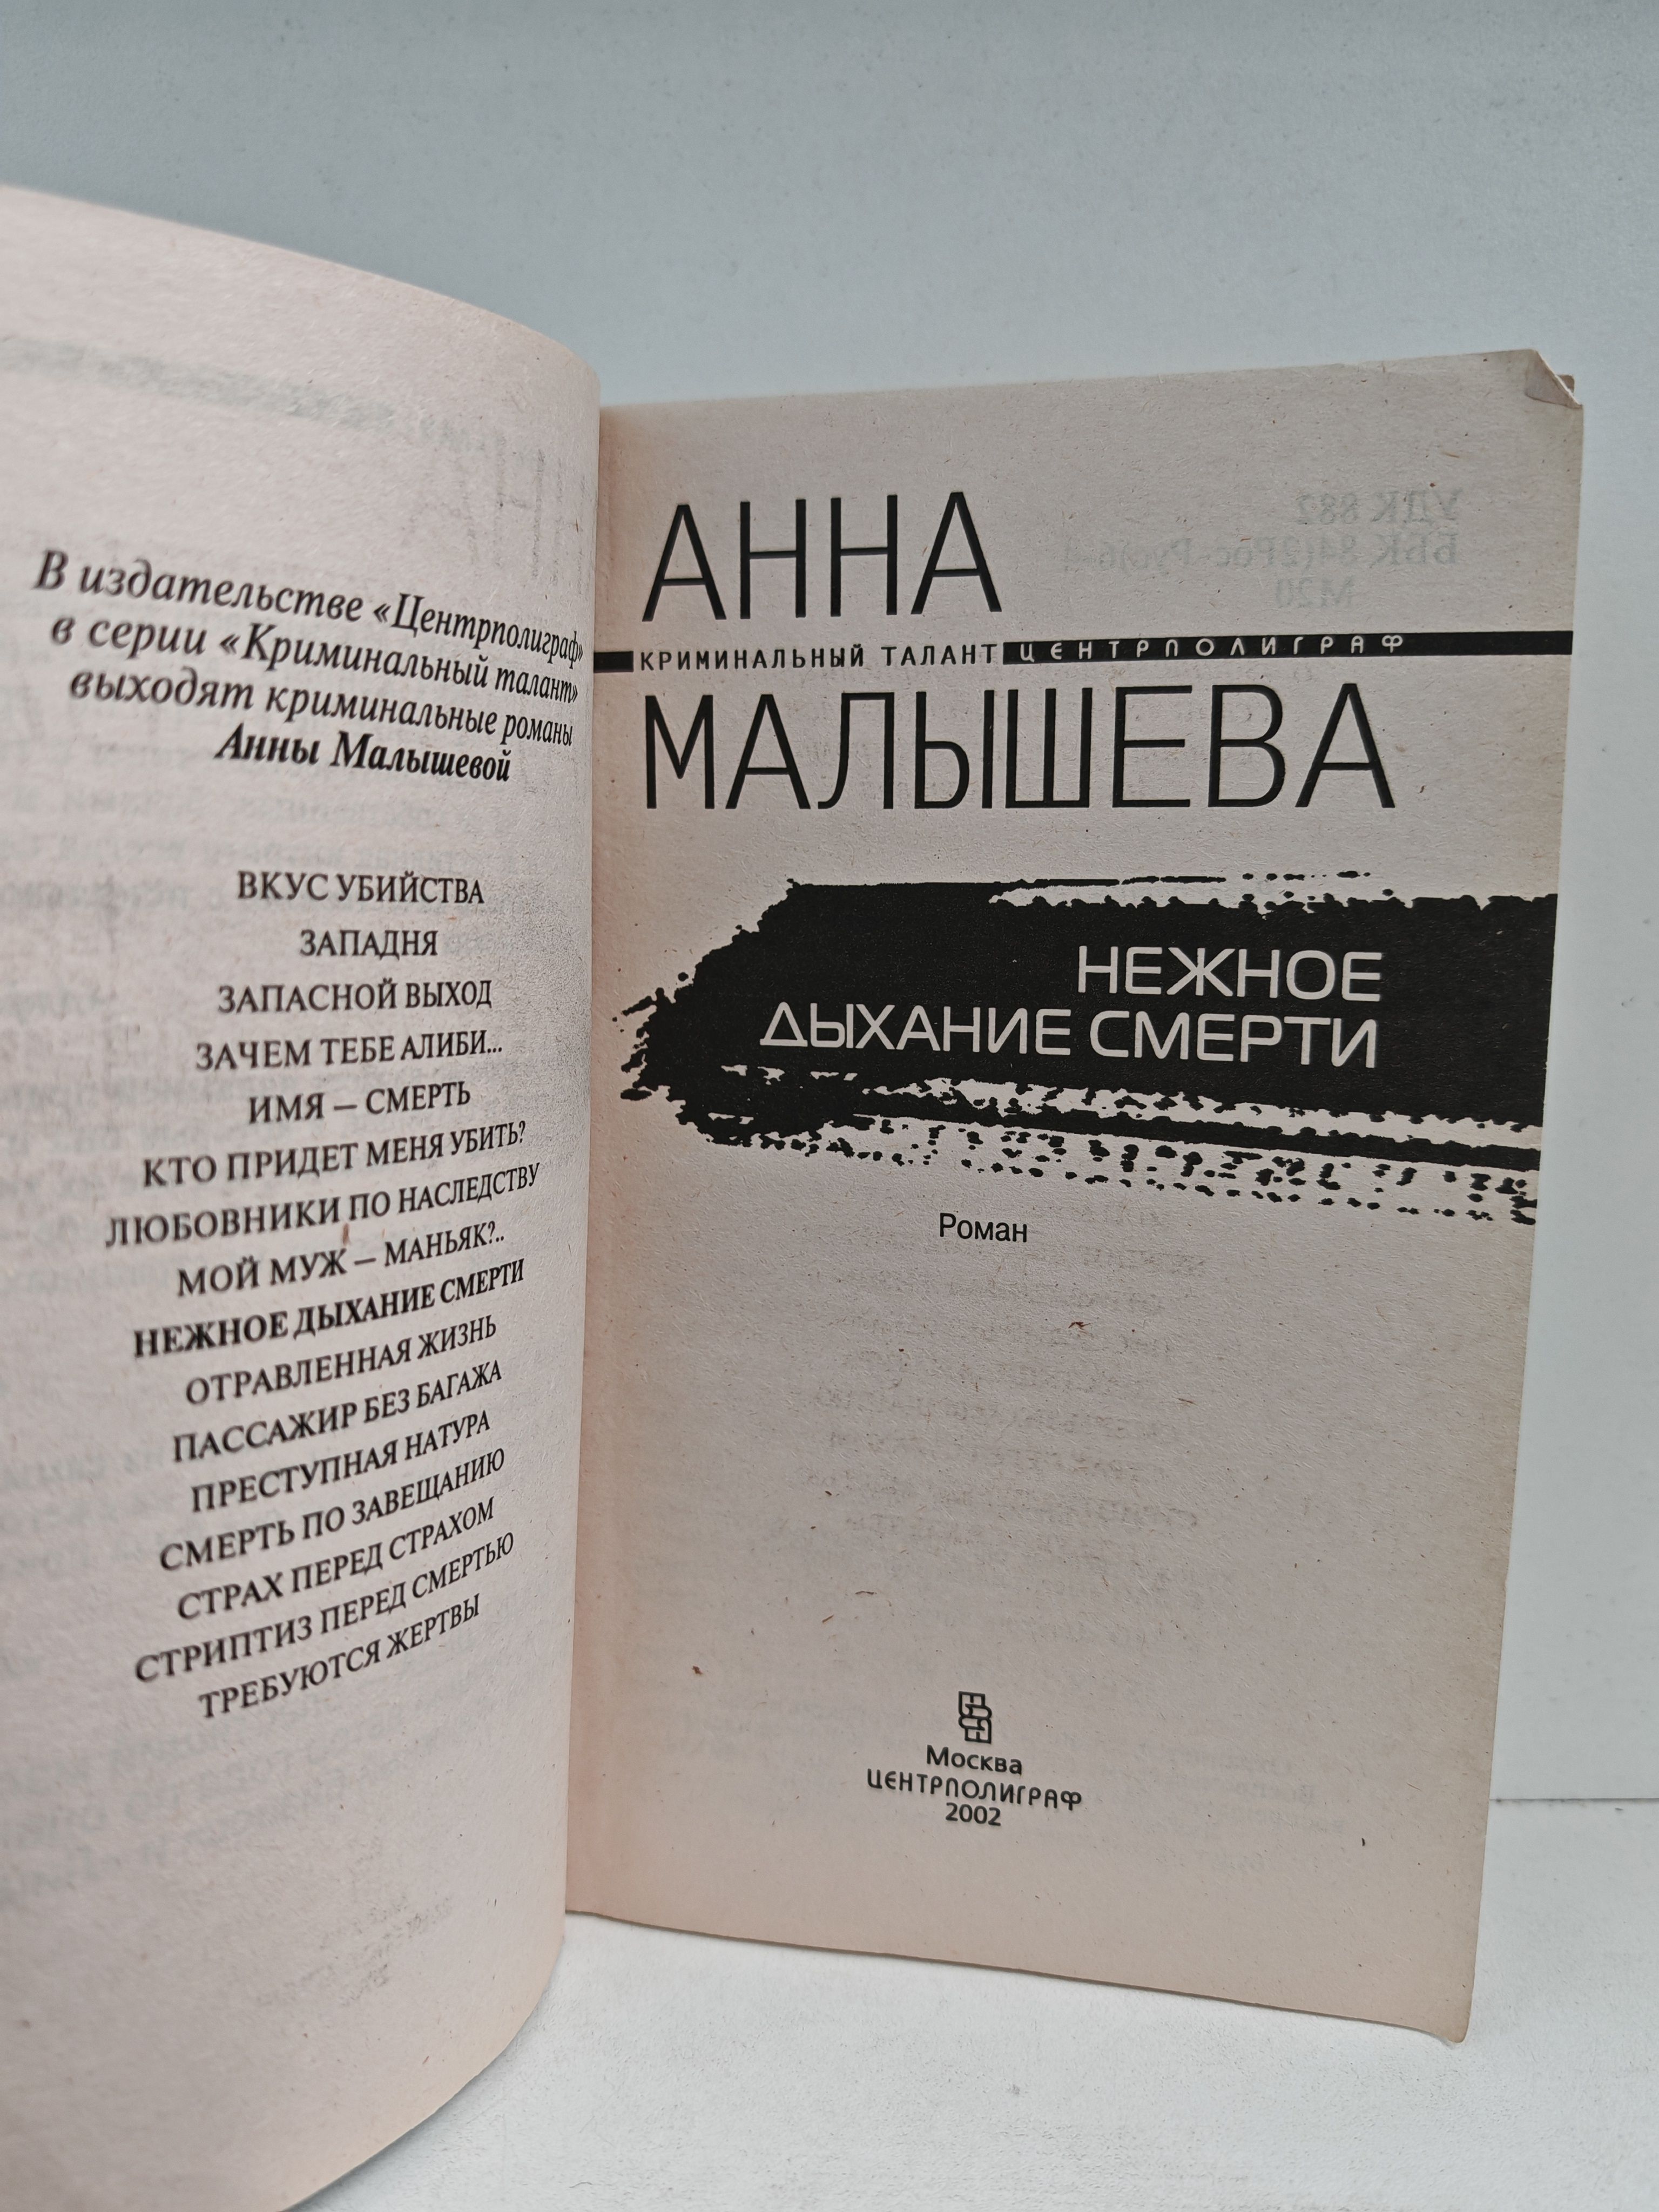 В издательстве «Центрполиграф»
в серии «Криминальный талант»
выходят криминальные романы
Анны Малышевой
ВКУС УБИЙСТВА
ЗАПАДНЯ
ЗАПАСНОЙ ВЫХОД
ЗАЧЕМ ТЕБЕ АЛИБИ...
ИМЯ — СМЕРТЬ
КТО ПРИДЕТ МЕНЯ УБИТЬ?
ЛЮБОВНИКИ ПО НАСЛЕДСТВУ
МОЙ МУЖ — МАНЬЯК?..
НЕЖНОЕ ДЫХАНИЕ СМЕРТИ
ОТРАВЛЕННАЯ ЖИЗНЬ
ПАССАЖИР БЕЗ БАГАЖА
ПРЕСТУПНАЯ НАТУРА
СМЕРТЬ ПО ЗАВЕЩАНИЮ
СТРАХ ПЕРЕД СТРАХОМ
СТРИПТИЗ ПЕРЕД СМЕРТЬЮ
ТРЕБУЮТСЯ ЖЕРТВЫ
АННА
КРИМИНАЛЬНЫЙ ТАЛАНТ ЦЕНТРПОЛИГРАФ
МАЛЫШЕВА
НЕЖНОЕ
ДЫХАНИЕ СМЕРТИ
Роман
Москва
ЦЕНТРПОЛИГРАФ
2002